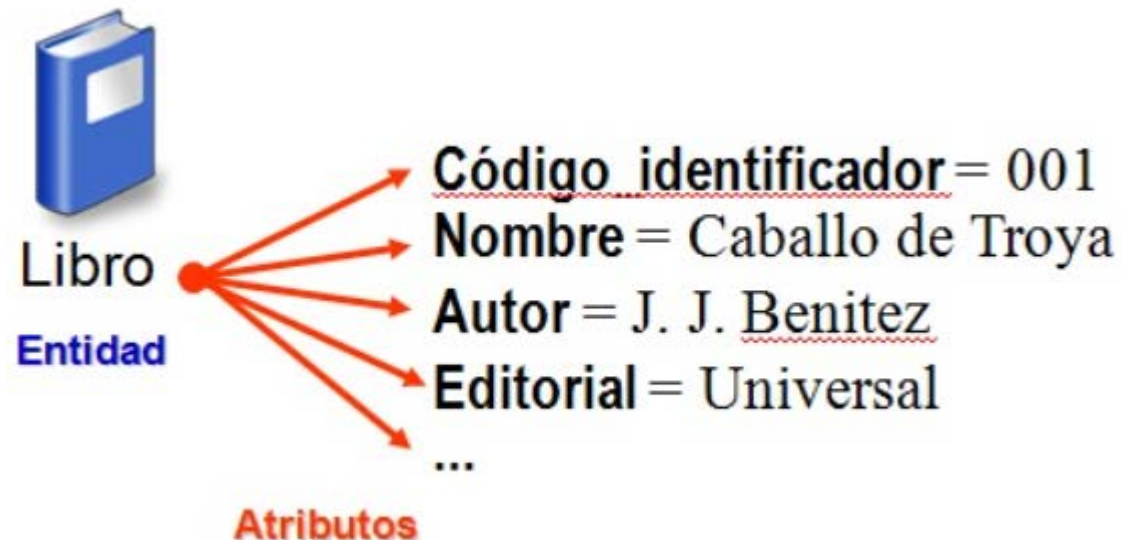 Código_identificador = 001
Nombre = Caballo de Troya
Libro
Autor = J. J. Benitez
Entidad
Editorial = Universal
...
Atributos